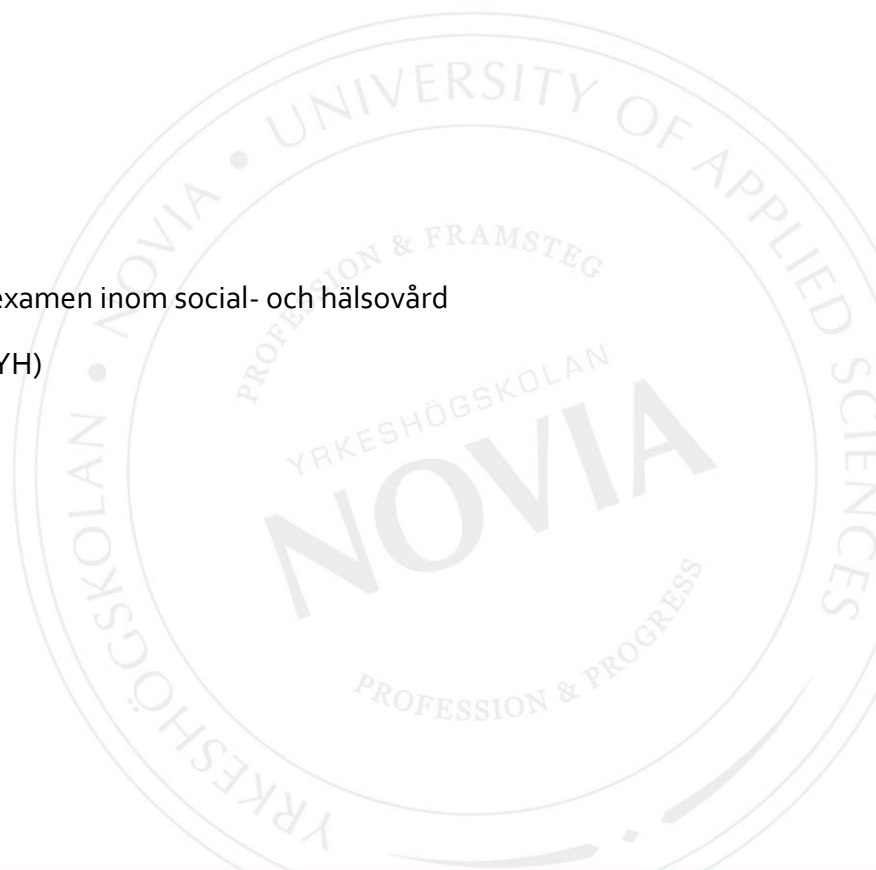 UNIVERSITY OF APPLIED SCIENCES
YRKESHÖGSKOLAN • NOVIA •
PROFESSION & FRAMSTEG
examen inom social- och hälsovård
YH)
YRKESHÖGSKOLAN
NOVIA
PROFESSION & PROGRESS